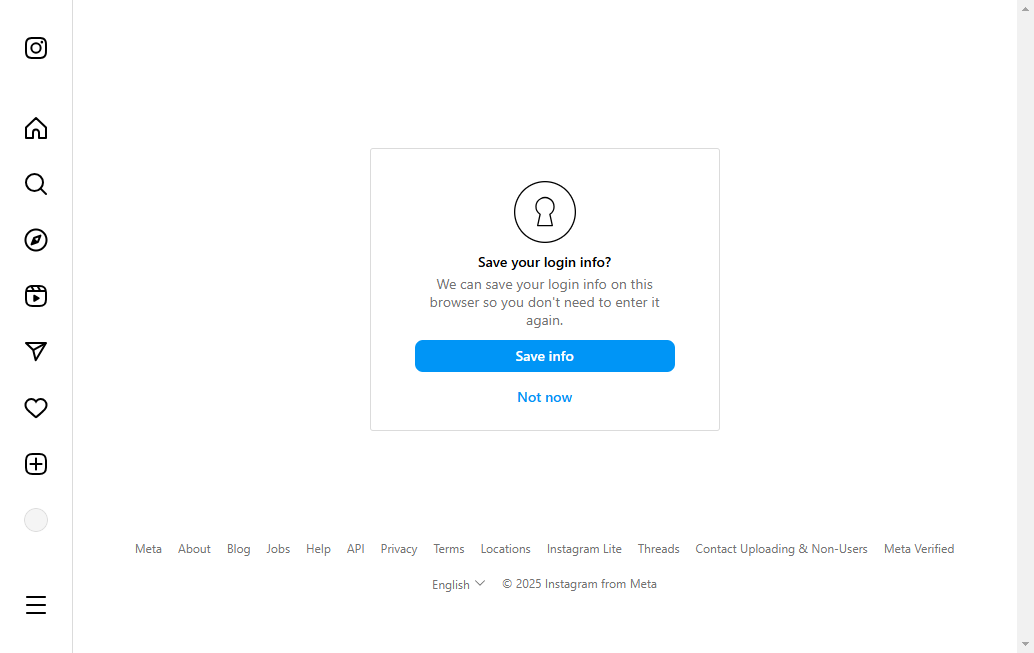 Save your login info?
We can save your login info on this
browser so you don't need to enter it
again.
Save info
Not now
Meta About Blog Jobs Help API Privacy Terms Locations Instagram Lite Threads Contact Uploading & Non-Users Meta Verified
English © 2025 Instagram from Meta